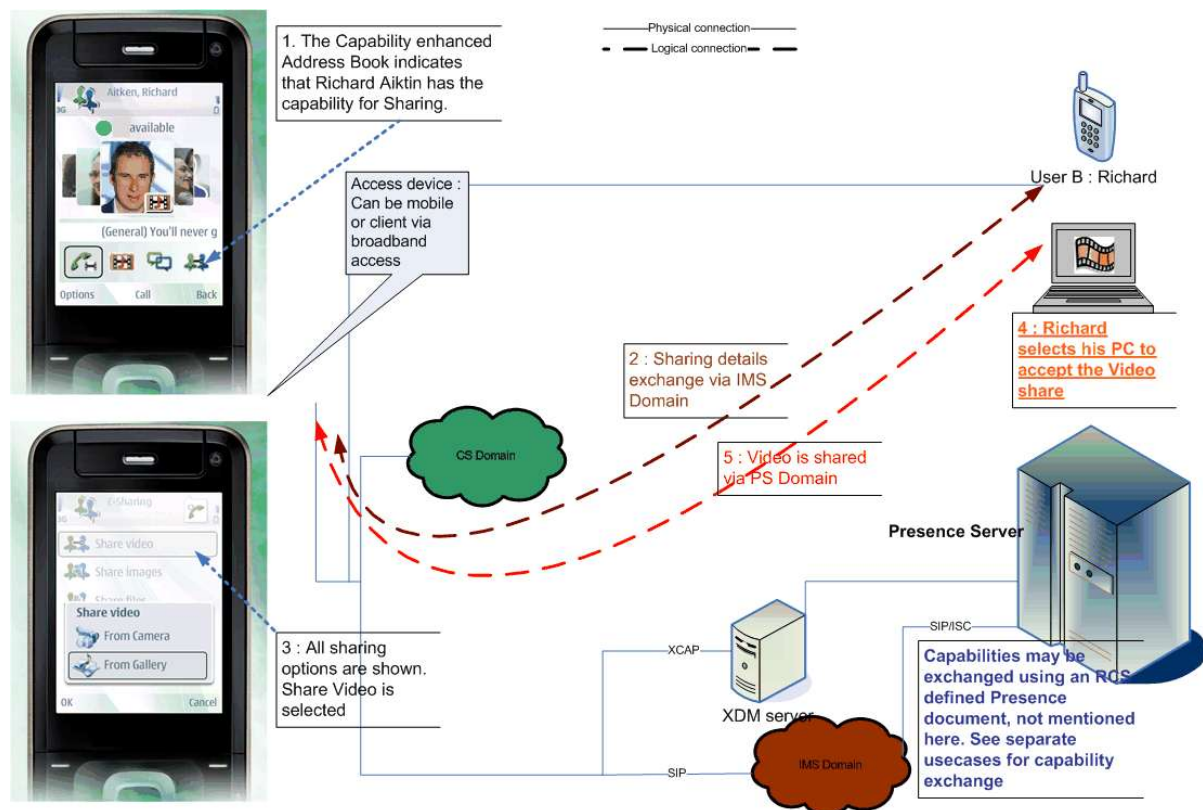 Physical connection
Logical connection
1. The Capability enhanced
Address Book indicates
that Richard Aiktin has the
capability for Sharing.
Aitken, Richard
3G
available
(General) You'll never g
Options
Call
Back
Access device :
Can be mobile
or client via
broadband
access
User B : Richard
4 : Richard
selects his PC to
accept the Video
share
2 : Sharing details
exchange via IMS
Domain
CS Domain
5 : Video is shared
via PS Domain
Presence Server
3G
Share video
Share images
Share files
Share video
From Camera
From Gallery
OK
Cancel
3 : All sharing
options are shown.
Share Video is
selected
XCAP
XDM server
SIP
IMS Domain
SIP/ISC
Capabilities may be
exchanged using an RCS
defined Presence
document, not mentioned
here. See separate
usecases for capability
exchange